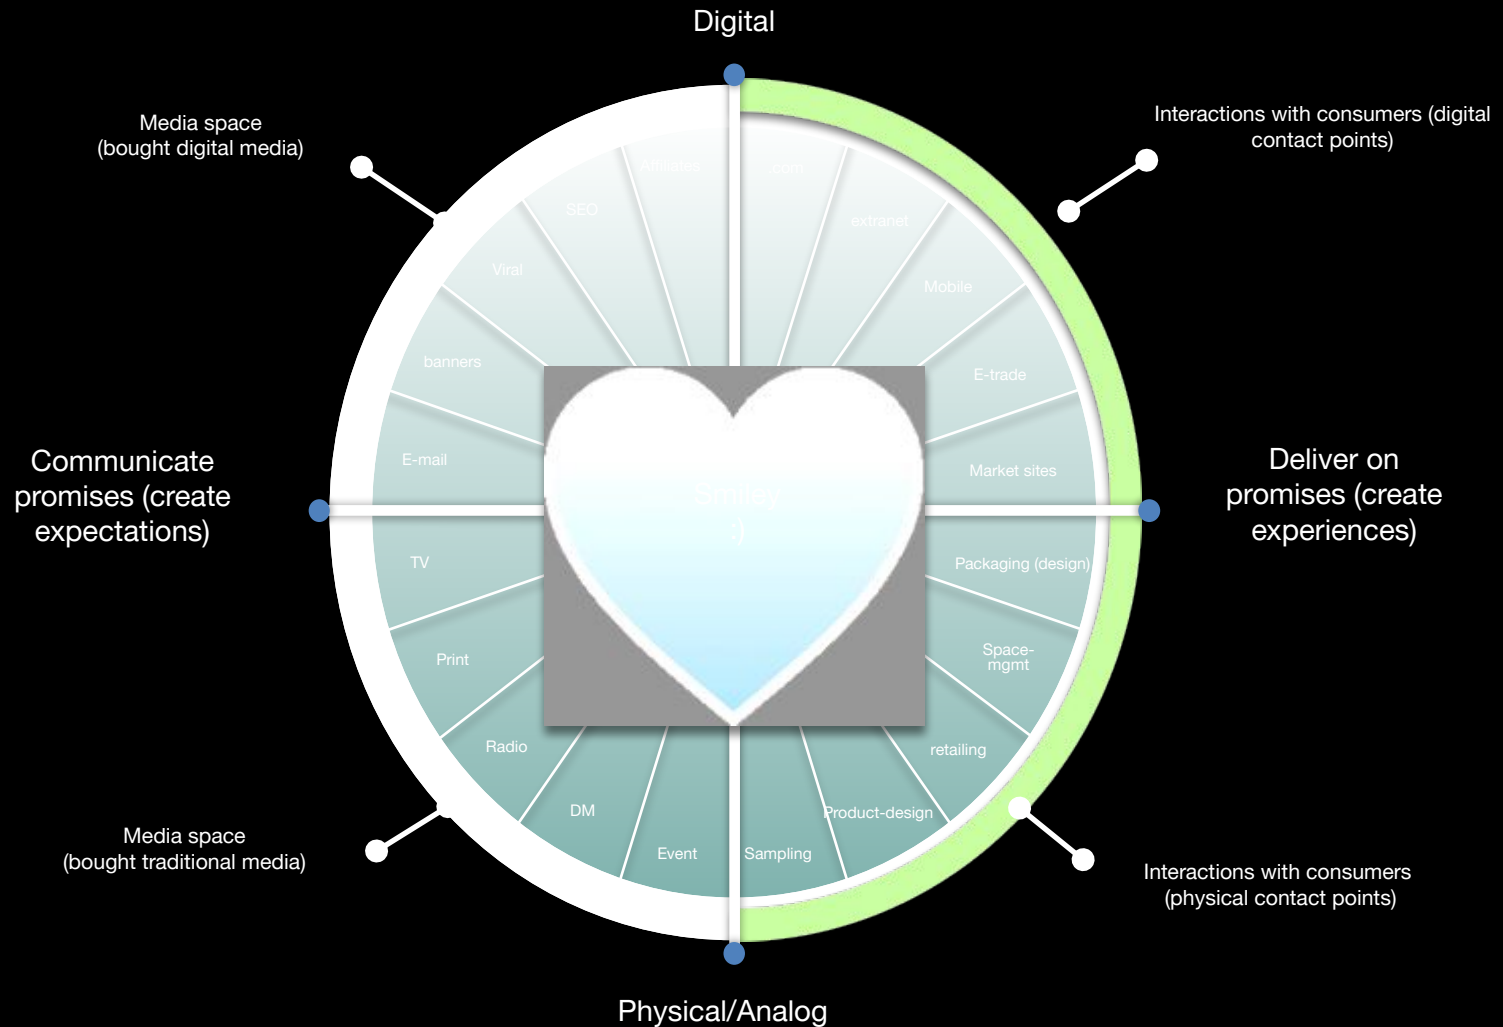 Digital
Media space
(bought digital media)
Interactions with consumers (digital
contact points)
Affiliates
.com
SEO
extranet
Viral
Mobile
banners
E-trade
E-mail
Market sites
Communicate
promises (create
expectations)
Deliver on
promises (create
experiences)
:)
TV
Packaging (design)
Print
Space-
mgmt
Radio
retailing
DM
Product-design
Event
Sampling
Media space
(bought traditional media)
Interactions with consumers
(physical contact points)
Physical/Analog